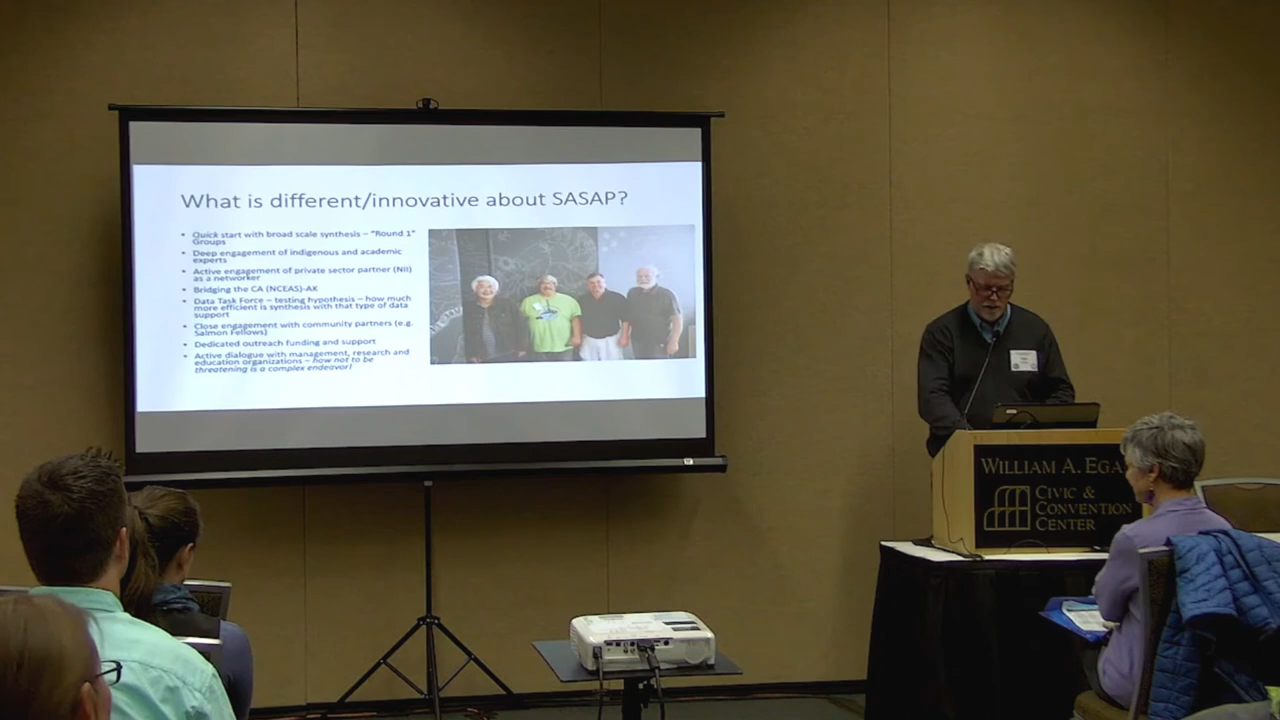 What is different/innovative about SASAP?
• Quick start with broad scale synthesis – "Round 1"
Groups
• Deep engagement of indigenous and academic
experts
• Active engagement of private sector partner (NII)
as a networker
• Bridging the CA (NCEAS)-AK
• Data Task Force – testing hypothesis – how much
more efficient is synthesis with that type of data
support
• Close engagement with community partners (e.g.
Salmon Fellows)
• Dedicated outreach funding and support
• Active dialogue with management, research and
education organizations – how not to be
threatening is a complex endeavor!
WILLIAM A. EGA
CIVIC &
CONVENTION
CENTER